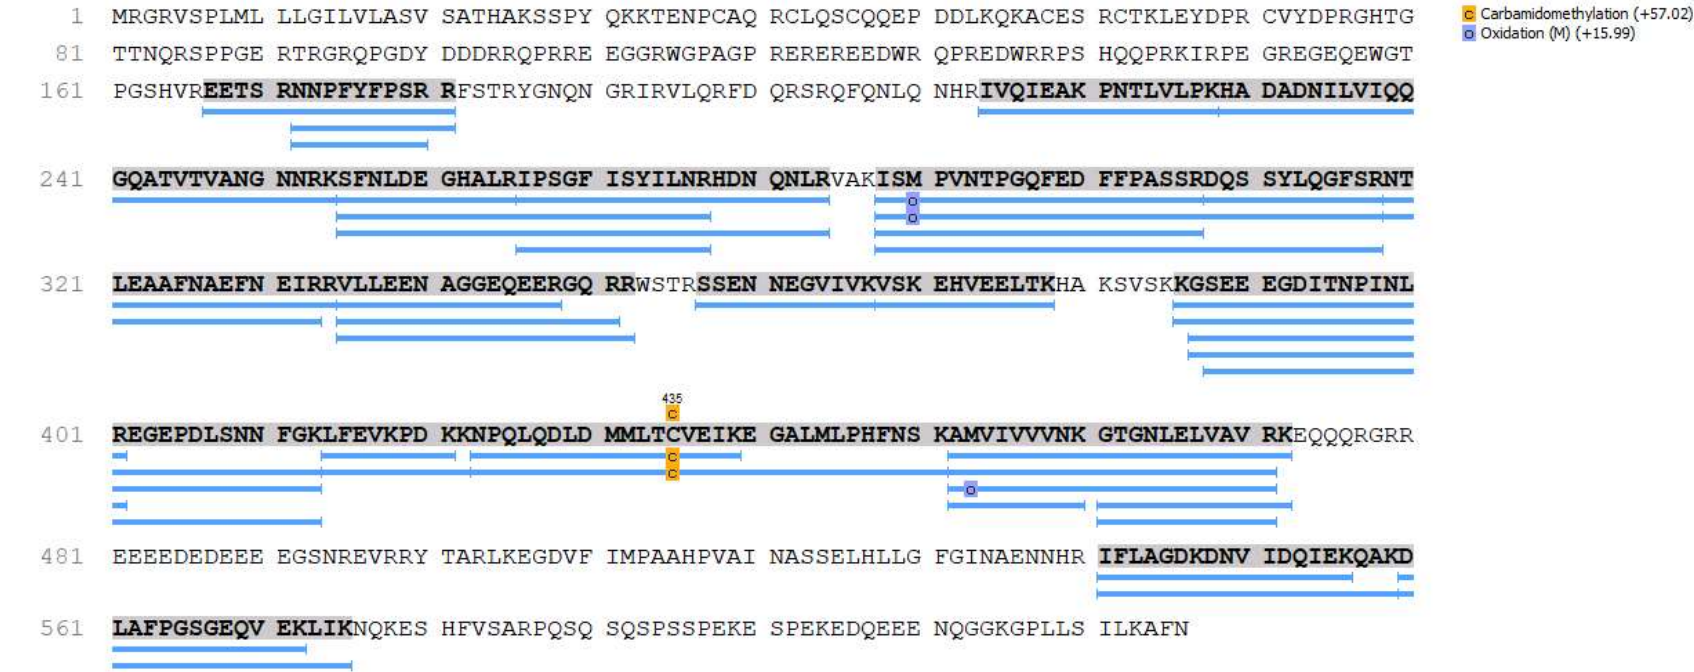 1 MRGRVSPLML LLGILVLASV SATHAKSSPY QKKTENPCAQ RCLQSCQQEP DDLKQKACES RCTKLEYDPR CVYDPRGHTG
C Carbamidomethylation (+57.02)
o Oxidation (M) (+15.99)
81 TTNQRSPPGE RTRGRQPGDY DDDRRQPRRE EGGRWGPAGP REREREEDWR QPREDWRRPS HQQPRKIRPE GREGEQEWGT
161 PGSHVREETS RNNPFYFPSR RFSTRYGNQN GRIRVLQRFD QRSRQFQNLQ NHRIVQIEAK PNTLVLPKHA DADNILVIQQ
241 GQATVTVANG NNRKSFNLDE GHALRIPSGF ISYILNRHDN QNLRVAKISM PVNTPGQFED FFPASSRDQS SYLQGFSRNT
o
o
321 LEAAFNAEFN EIRRVLLEEN AGGEQEERGQ RRWSTRSSEN NEGVIVKVSK EHVEELTKHA KSVSKKGSEE EGDITNPINL
435
C
401 REGEPDLSNN FGKLFEVKPD KKNPQLQDLD MMLTCVEIKE GALMLPHFNS KAMVIVVVNK GTGNLELVAV RKEQQQRGRR
C
C
o
481 EEEEDEDEEE EGSNREVRRY TARLKEGDVF IMPAAHPVAI NASSELHLLG FGINAENNHR IFLAGDKDNV IDQIEKQAKD
561 LAFPGSGEQV EKLIKNQKES HFVSARPQSQ SQSPSSPEKE SPEKEDQEEE NQGGKGPLLS ILKAFN